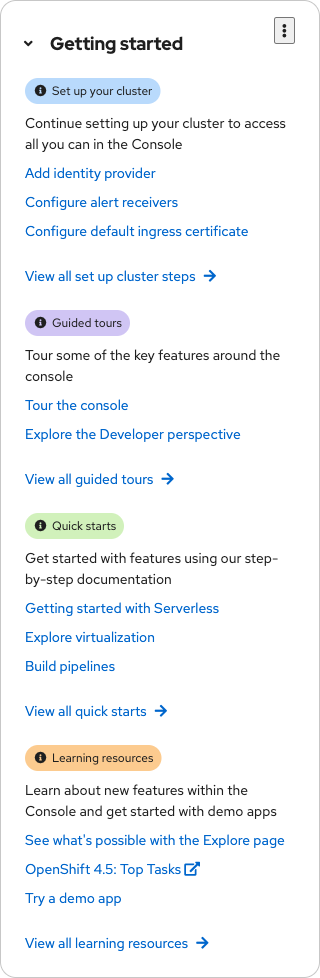 Getting started
Set up your cluster
Continue setting up your cluster to access
all you can in the Console
Add identity provider
Configure alert receivers
Configure default ingress certificate
View all set up cluster steps
Guided tours
Tour some of the key features around the
console
Tour the console
Explore the Developer perspective
View all guided tours
Quick starts
Get started with features using our step-
by-step documentation
Getting started with Serverless
Explore virtualization
Build pipelines
View all quick starts
Learning resources
Learn about new features within the
Console and get started with demo apps
See what's possible with the Explore page
OpenShift 4.5: Top Tasks
Try a demo app
View all learning resources